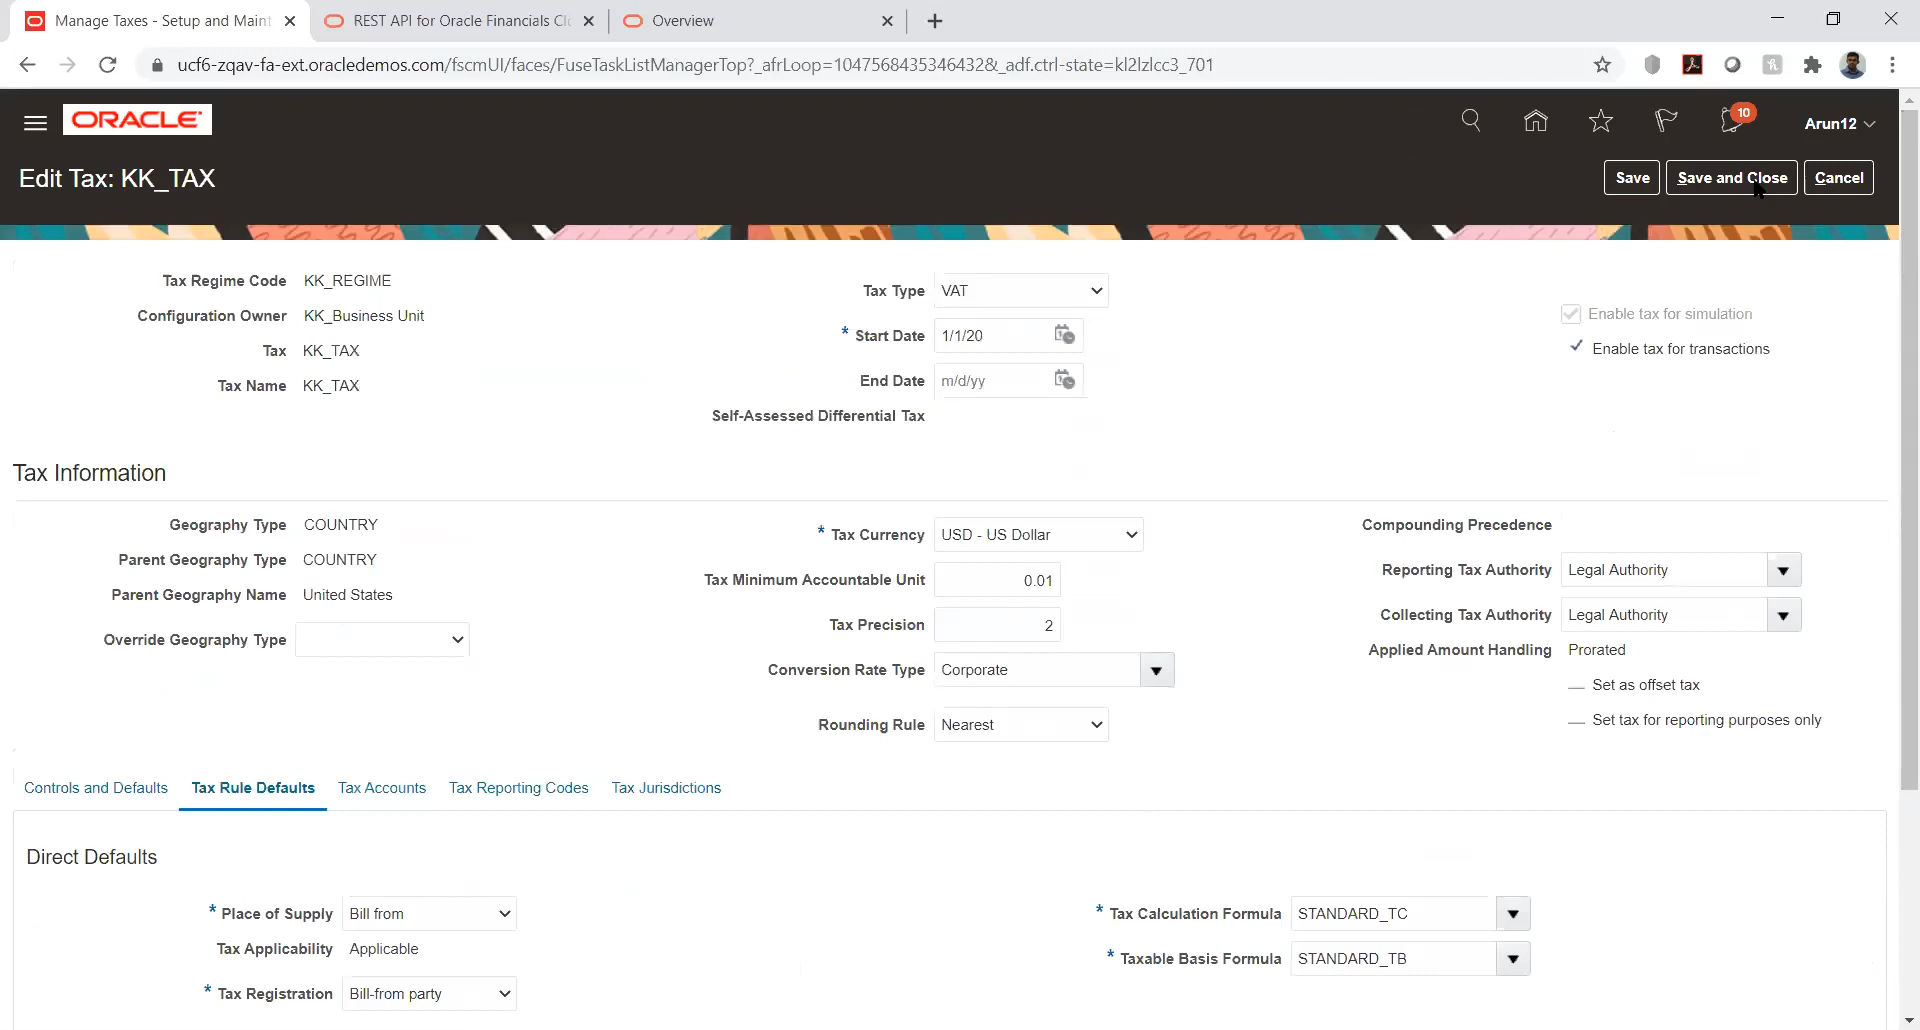 Manage Taxes - Setup and Maint
REST API for Oracle Financials Cl
Overview
ucf6-zqav-fa-ext.oracledemos.com/fscmUI/faces/FuseTaskListManagerTop?_afrLoop=10475684353464328&_adf.ctrl-state=kl2lzlcc3_701
ORACLE
10
Arun12
Edit Tax: KK_TAX
Save
Save and Close
Cancel
Tax Regime Code KK_REGIME
Configuration Owner KK_Business Unit
Tax KK_TAX
Tax Name KK_TAX
Tax Type VAT
* Start Date 1/1/20
End Date m/d/yy
Self-Assessed Differential Tax
Enable tax for simulation
Enable tax for transactions
Tax Information
Geography Type COUNTRY
Parent Geography Type COUNTRY
Parent Geography Name United States
Override Geography Type
* Tax Currency USD - US Dollar
Tax Minimum Accountable Unit 0.01
Tax Precision 2
Conversion Rate Type Corporate
Rounding Rule Nearest
Compounding Precedence
Reporting Tax Authority Legal Authority
Collecting Tax Authority Legal Authority
Applied Amount Handling Prorated
Set as offset tax
Set tax for reporting purposes only
Controls and Defaults
Tax Rule Defaults
Tax Accounts
Tax Reporting Codes
Tax Jurisdictions
Direct Defaults
* Place of Supply Bill from
Tax Applicability Applicable
* Tax Registration Bill-from party
* Tax Calculation Formula STANDARD_TC
* Taxable Basis Formula STANDARD_TB